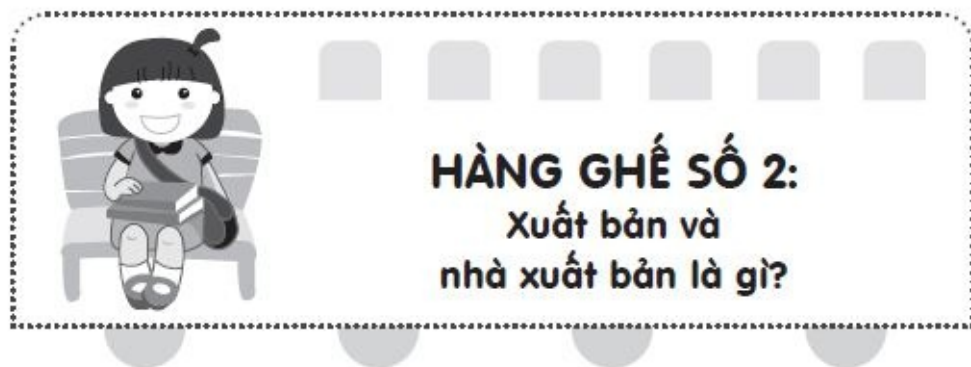 HÀNG GHẾ SỐ 2:
Xuất bản và
nhà xuất bản là gì?